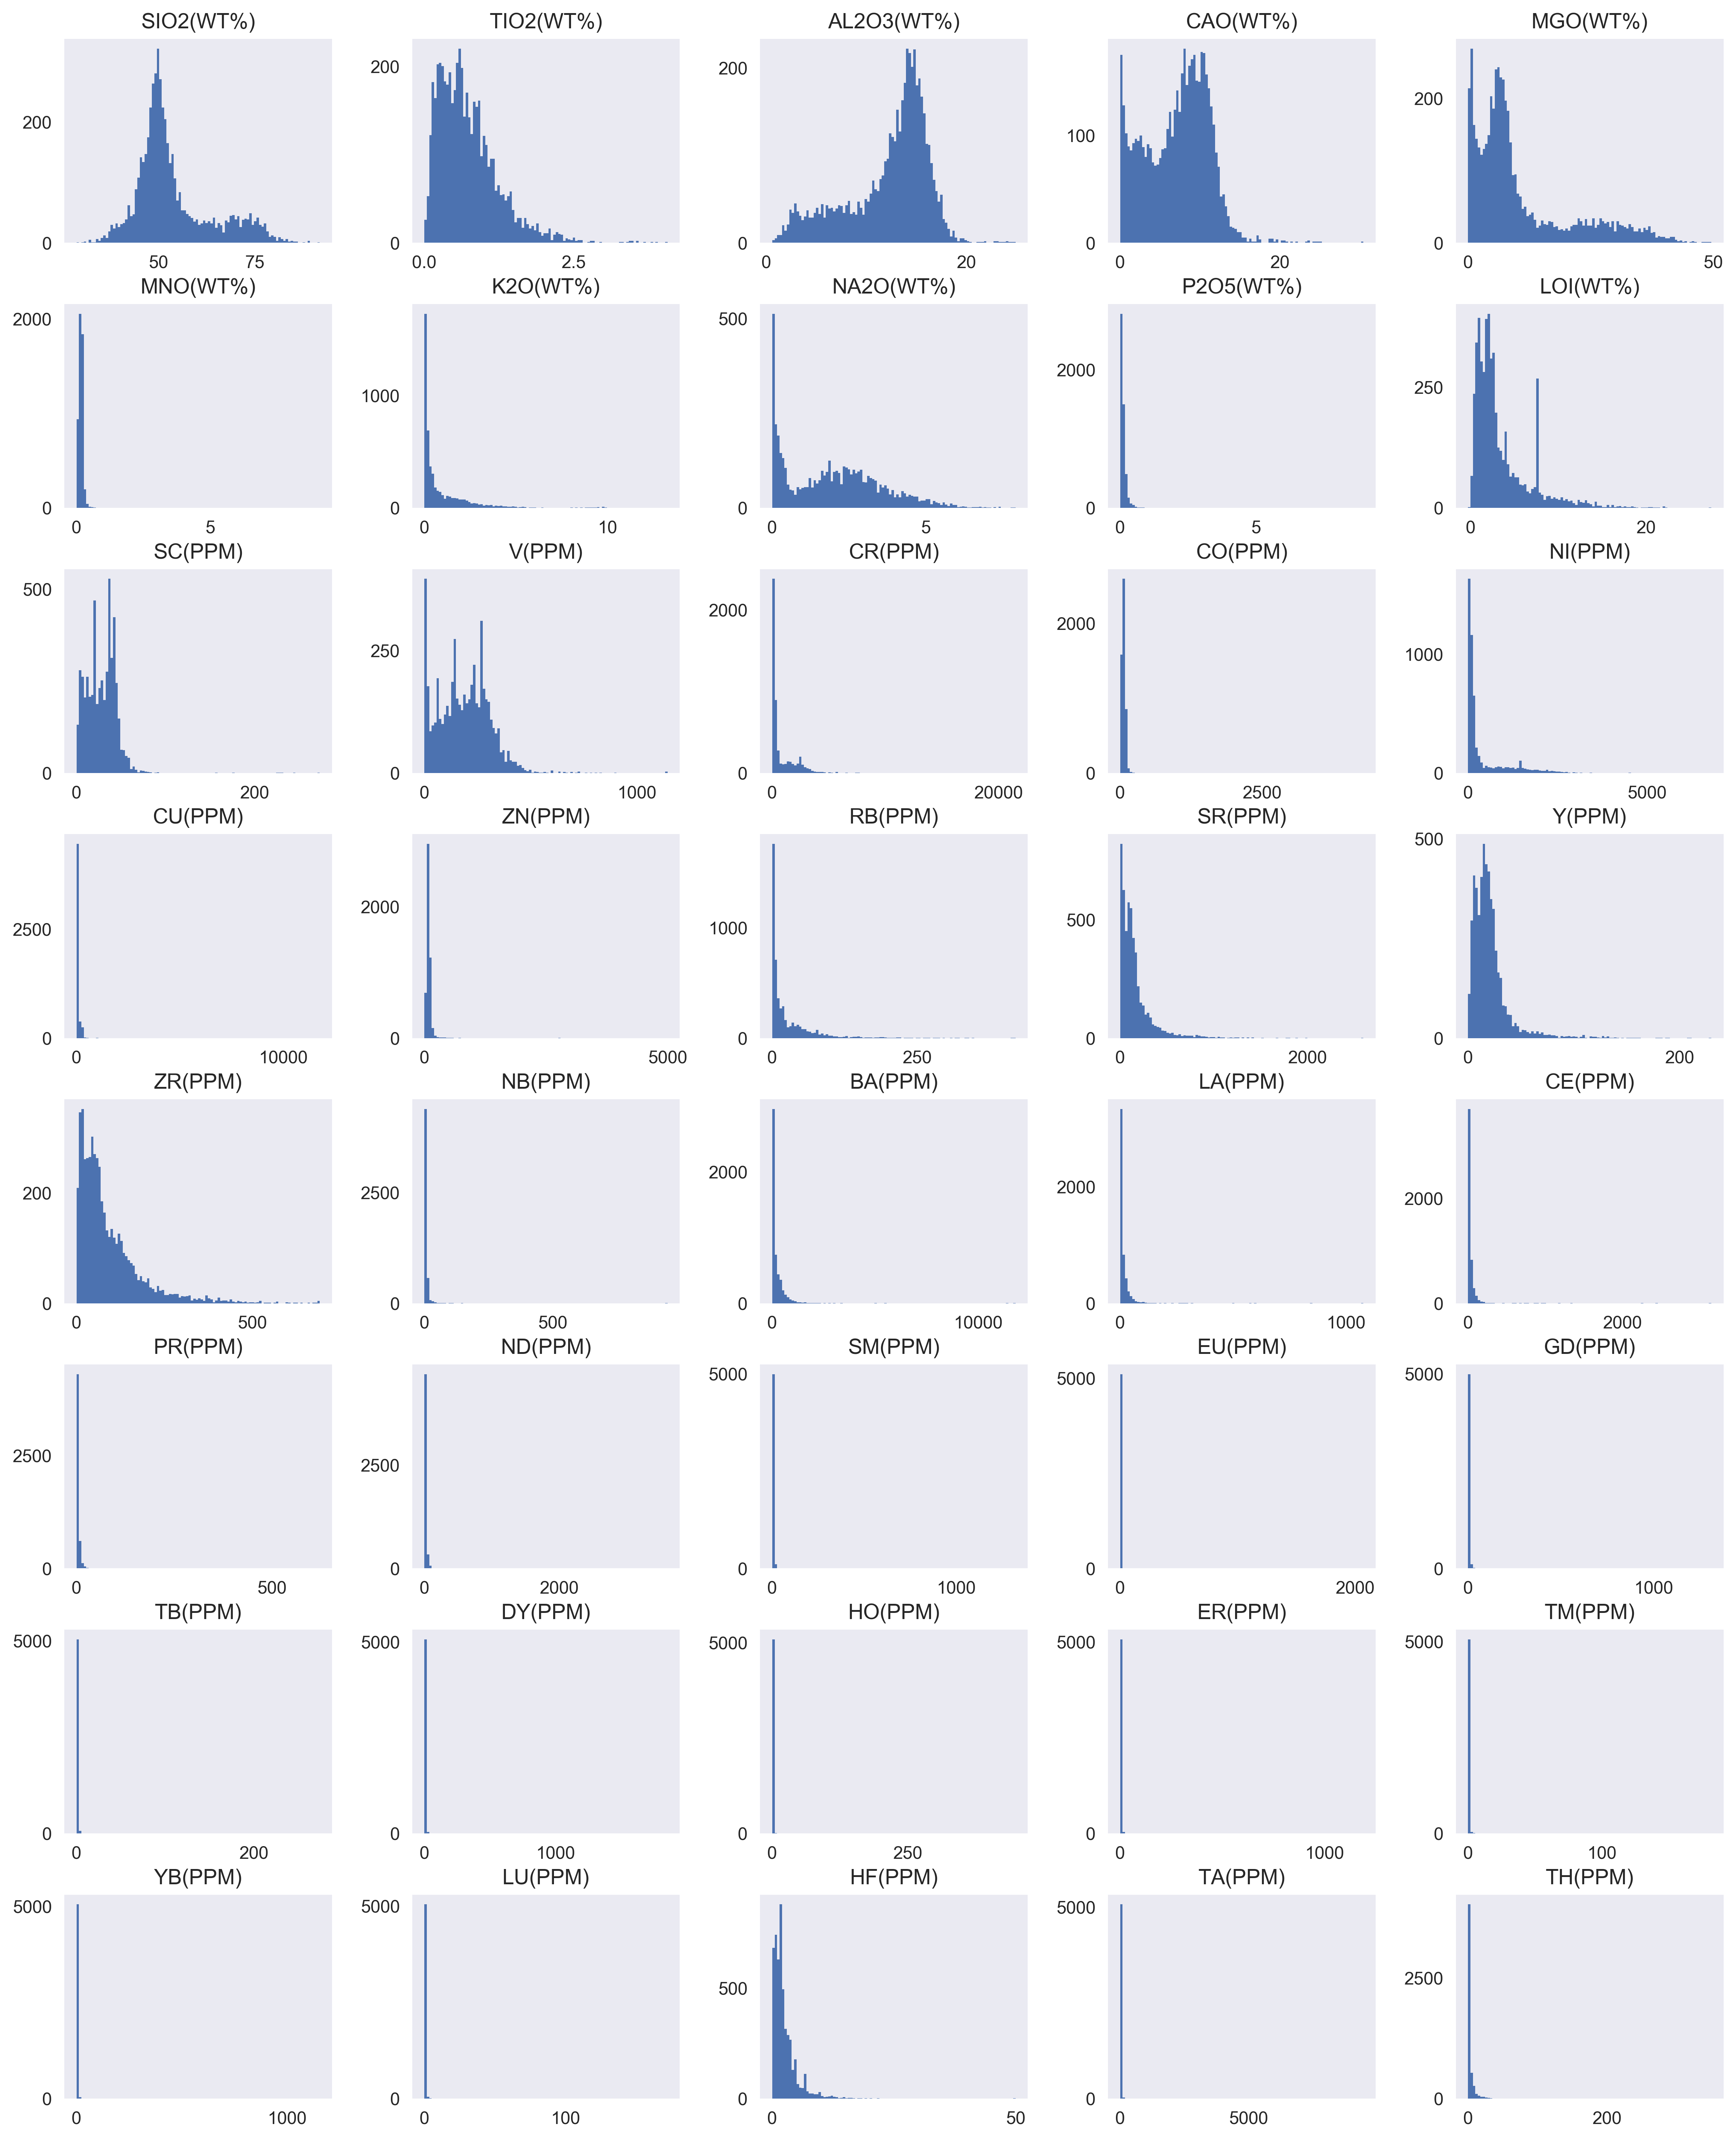 SIO2(WT%) TIO2(WT%) AL2O3(WT%) CAO(WT%) MGO(WT%)
200 200 200 100 200
0 0 0 0 0
50 75 0.0 2.5 0 20 0 20 0 50
MNO(WT%) K2O(WT%) NA2O(WT%) P2O5(WT%) LOI(WT%)
2000 1000 500 2000 250
0 0 0 0 0
0 5 0 10 0 5 0 5 0 20
SC(PPM) V(PPM) CR(PPM) CO(PPM) NI(PPM)
500 250 2000 2000 1000
0 0 0 0 0
0 200 0 1000 0 20000 0 2500 0 5000
CU(PPM) ZN(PPM) RB(PPM) SR(PPM) Y(PPM)
2500 2000 1000 500 500
0 0 0 0 0
0 10000 0 5000 0 250 0 2000 0 200
ZR(PPM) NB(PPM) BA(PPM) LA(PPM) CE(PPM)
200 2500 2000 2000 2000
0 0 0 0 0
0 500 0 500 0 10000 0 1000 0 2000
PR(PPM) ND(PPM) SM(PPM) EU(PPM) GD(PPM)
2500 2500 5000 5000 5000
0 0 0 0 0
0 500 0 2000 0 1000 0 2000 0 1000
TB(PPM) DY(PPM) HO(PPM) ER(PPM) TM(PPM)
5000 5000 5000 5000 5000
0 0 0 0 0
0 200 0 1000 0 250 0 1000 0 100
YB(PPM) LU(PPM) HF(PPM) TA(PPM) TH(PPM)
5000 5000 500 5000 2500
0 0 0 0 0
0 1000 0 100 0 50 0 5000 0 200